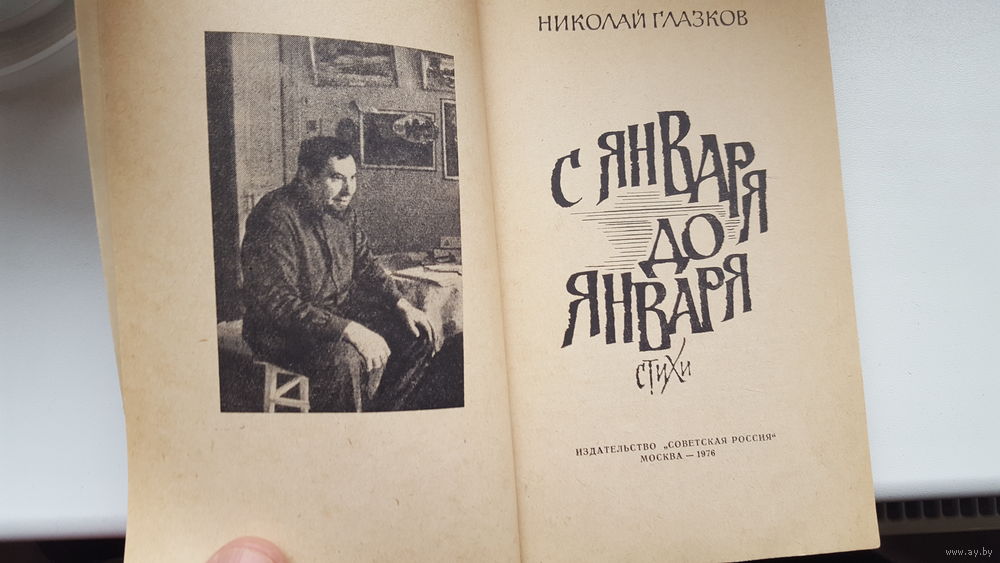 НИКОЛАЙ ГЛАЗКОВ
С ЯНВАРЯ
ДО
ЯНВАРЯ
СТИХИ
ИЗДАТЕЛЬСТВО „СОВЕТСКАЯ РОССИЯ“
МОСКВА — 1976
www.ay.by